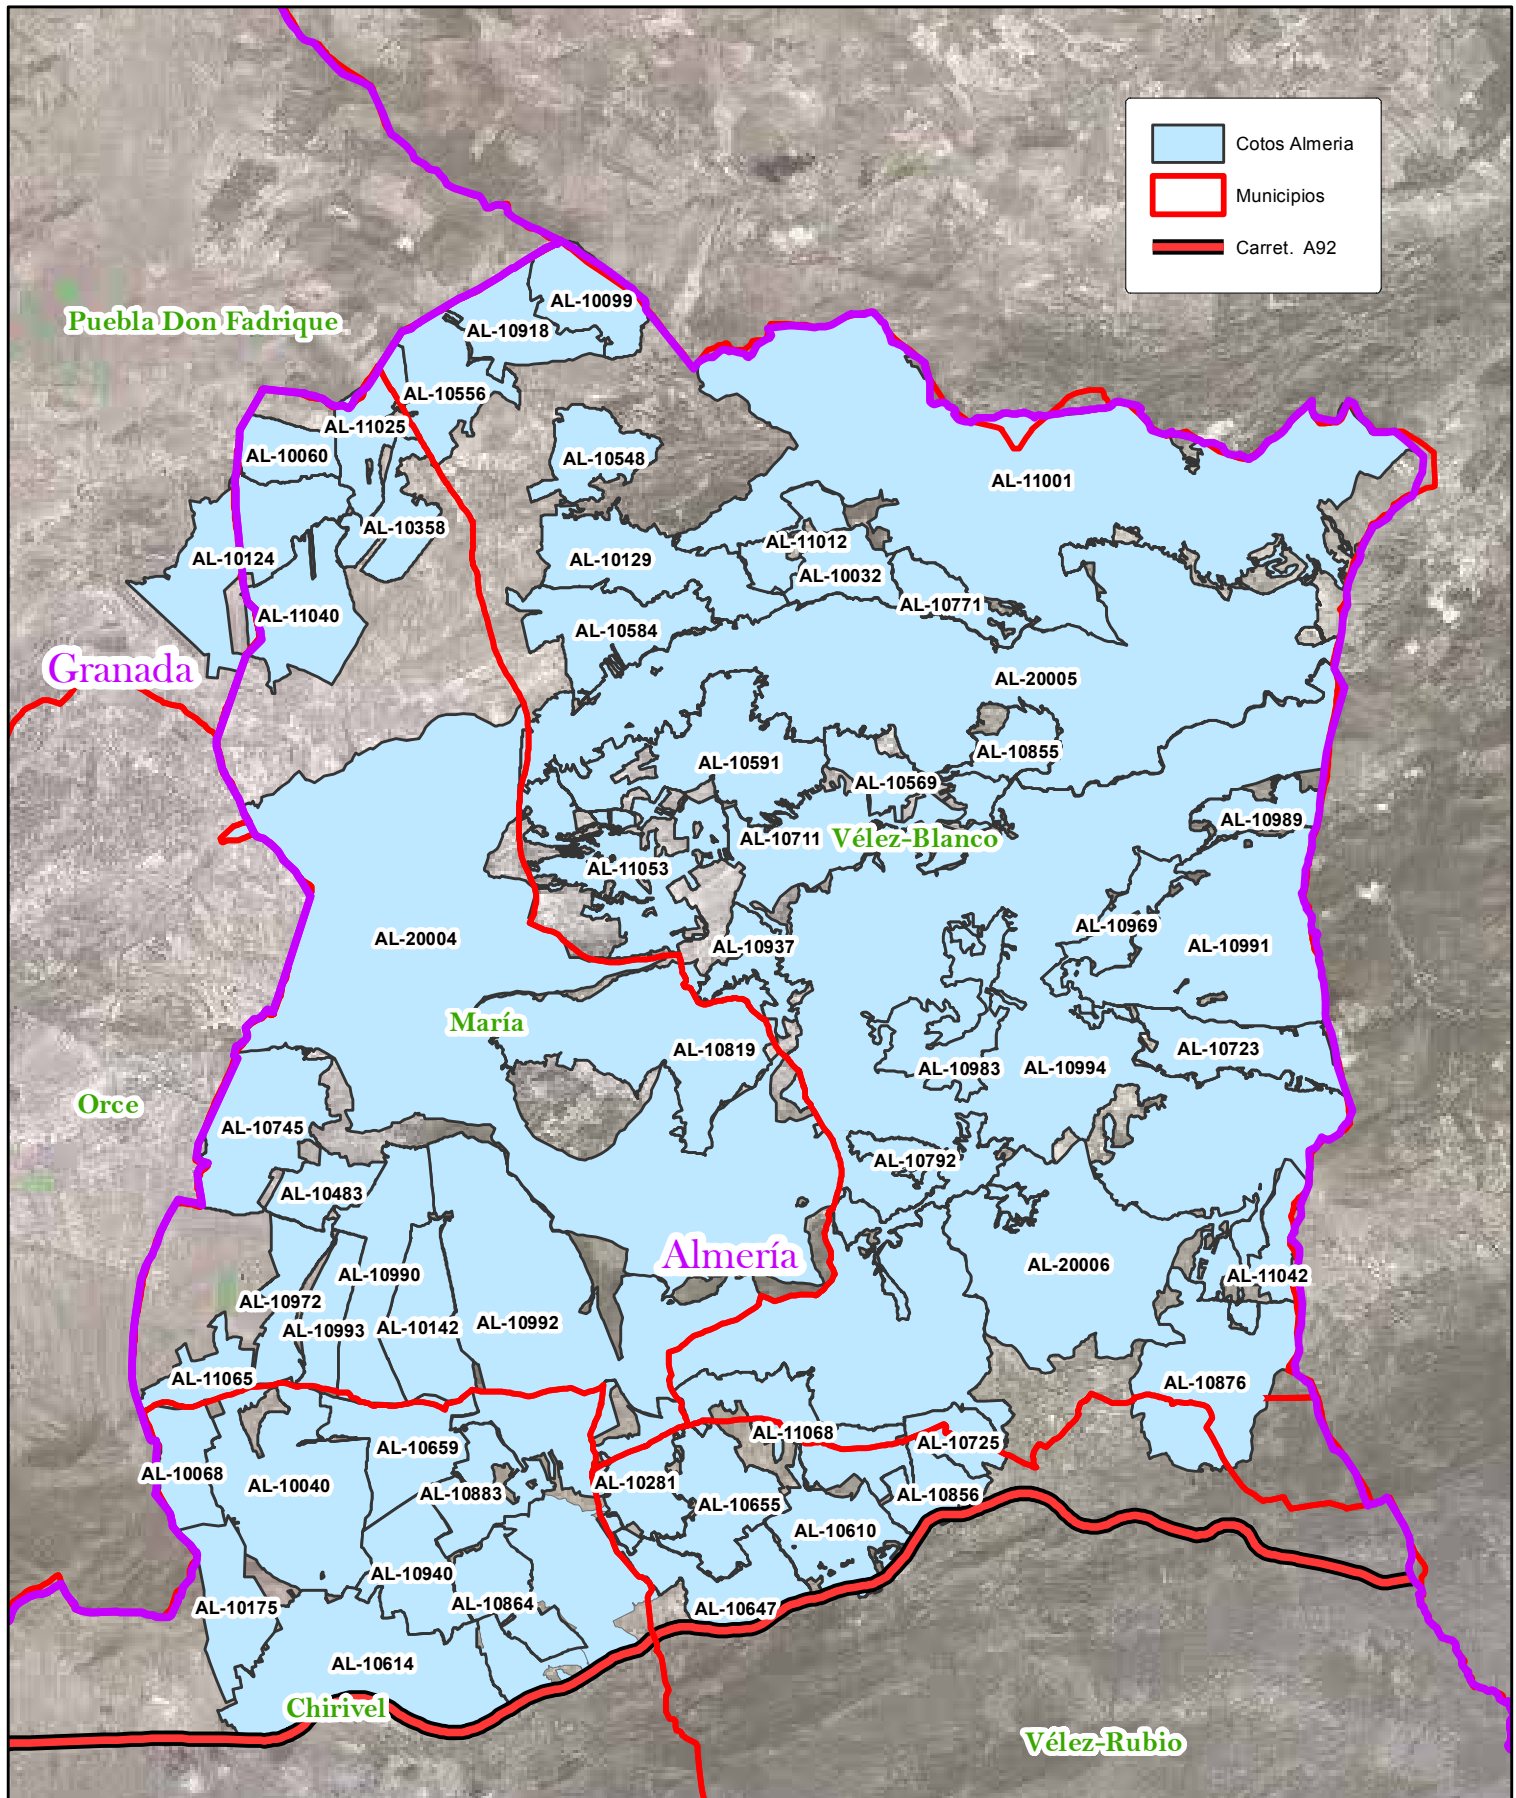 Cotos Almeria
Municipios
Carret. A92
AL-10099
Puebla Don Fadrique
AL-10918
AL-10556
AL-11025
AL-10060
AL-10548
AL-11001
AL-10358
AL-11012
AL-10124
AL-10129
AL-10032
AL-10771
AL-11040
AL-10584
Granada
AL-20005
AL-10855
AL-10591
AL-10569
AL-10989
AL-10711
Vélez-Blanco
AL-11053
AL-10969
AL-20004
AL-10937
AL-10991
María
AL-10819
AL-10723
AL-10983
AL-10994
Orce
AL-10745
AL-10792
AL-10483
Almería
AL-20006
AL-10990
AL-11042
AL-10972
AL-10993
AL-10142
AL-10992
AL-11065
AL-10876
AL-11068
AL-10659
AL-10725
AL-10068
AL-10040
AL-10281
AL-10883
AL-10856
AL-10655
AL-10610
AL-10940
AL-10864
AL-10175
AL-10647
AL-10614
Chirivel
Vélez-Rubio